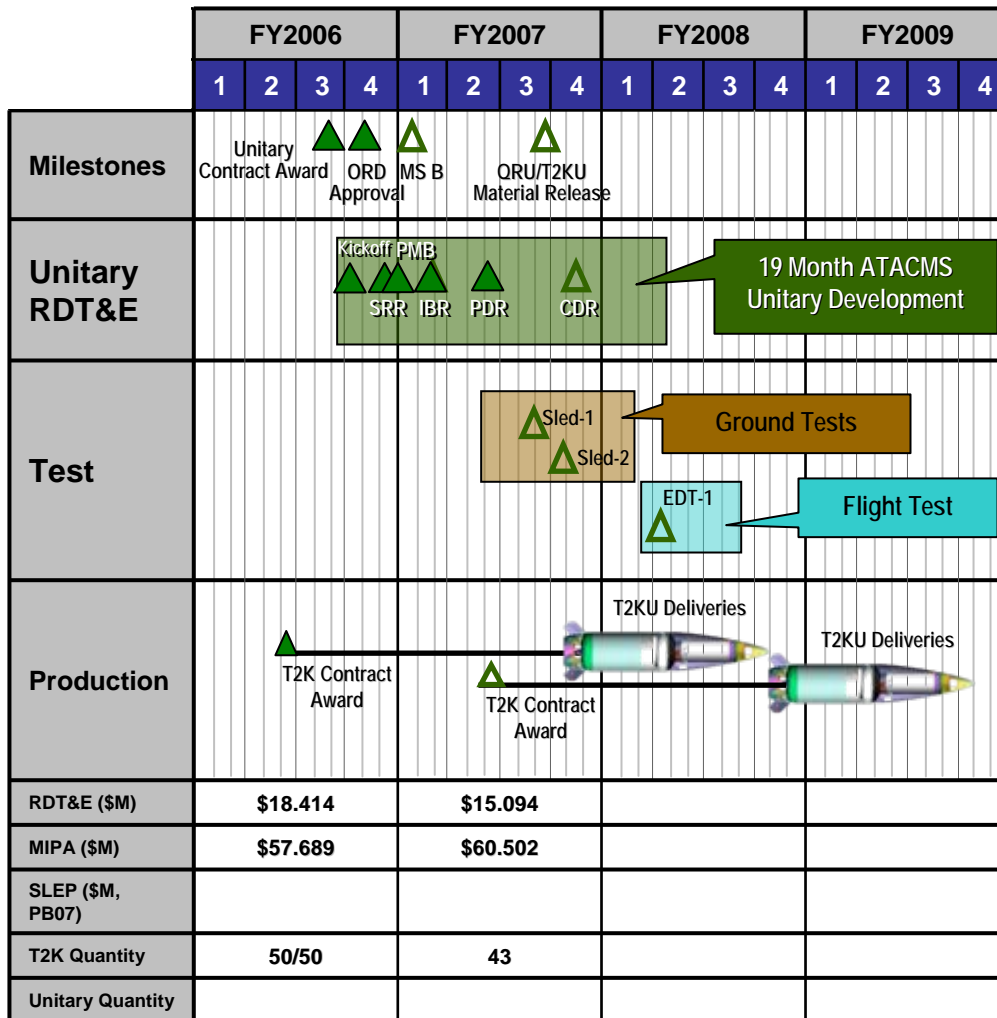 FY2006 FY2007 FY2008 FY2009
1 2 3 4 1 2 3 4 1 2 3 4 1 2 3 4
Milestones
Unitary
Contract Award
ORD
Approval
MS B
QRU/T2KU
Material Release
Unitary
RDT&E
Kickoff PMB
SRR IBR PDR CDR
19 Month ATACMS
Unitary Development
Test
Sled-1
Sled-2
Ground Tests
EDT-1
Flight Test
Production
T2KU Deliveries
T2KU Deliveries
T2K Contract
Award
T2K Contract
Award
RDT&E ($M) $18.414 $15.094
MIPA ($M) $57.689 $60.502
SLEP ($M,
PB07)
T2K Quantity 50/50 43
Unitary Quantity